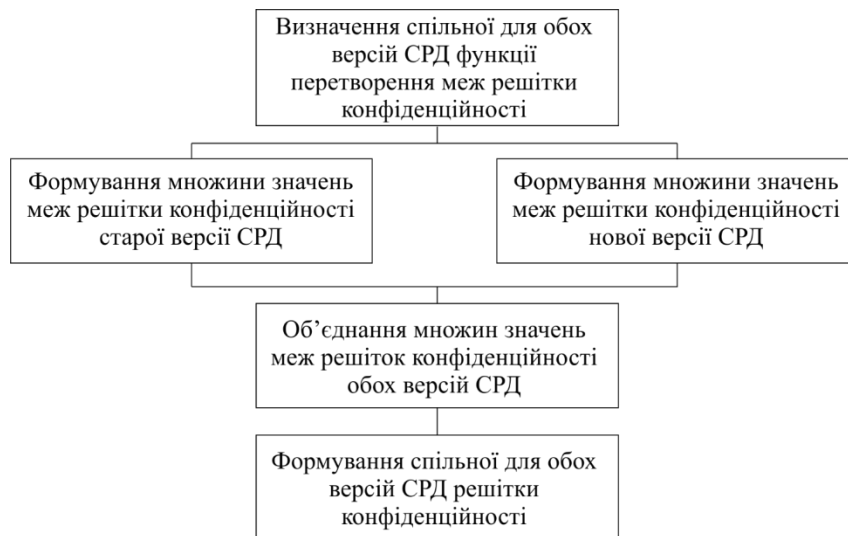 Визначення спільної для обох
версій СРД функції
перетворення меж решітки
конфіденційності
Формування множини значень
меж решітки конфіденційності
старої версії СРД
Формування множини значень
меж решітки конфіденційності
нової версії СРД
Об’єднання множин значень
меж решіток конфіденційності
обох версій СРД
Формування спільної для обох
версій СРД решітки
конфіденційності